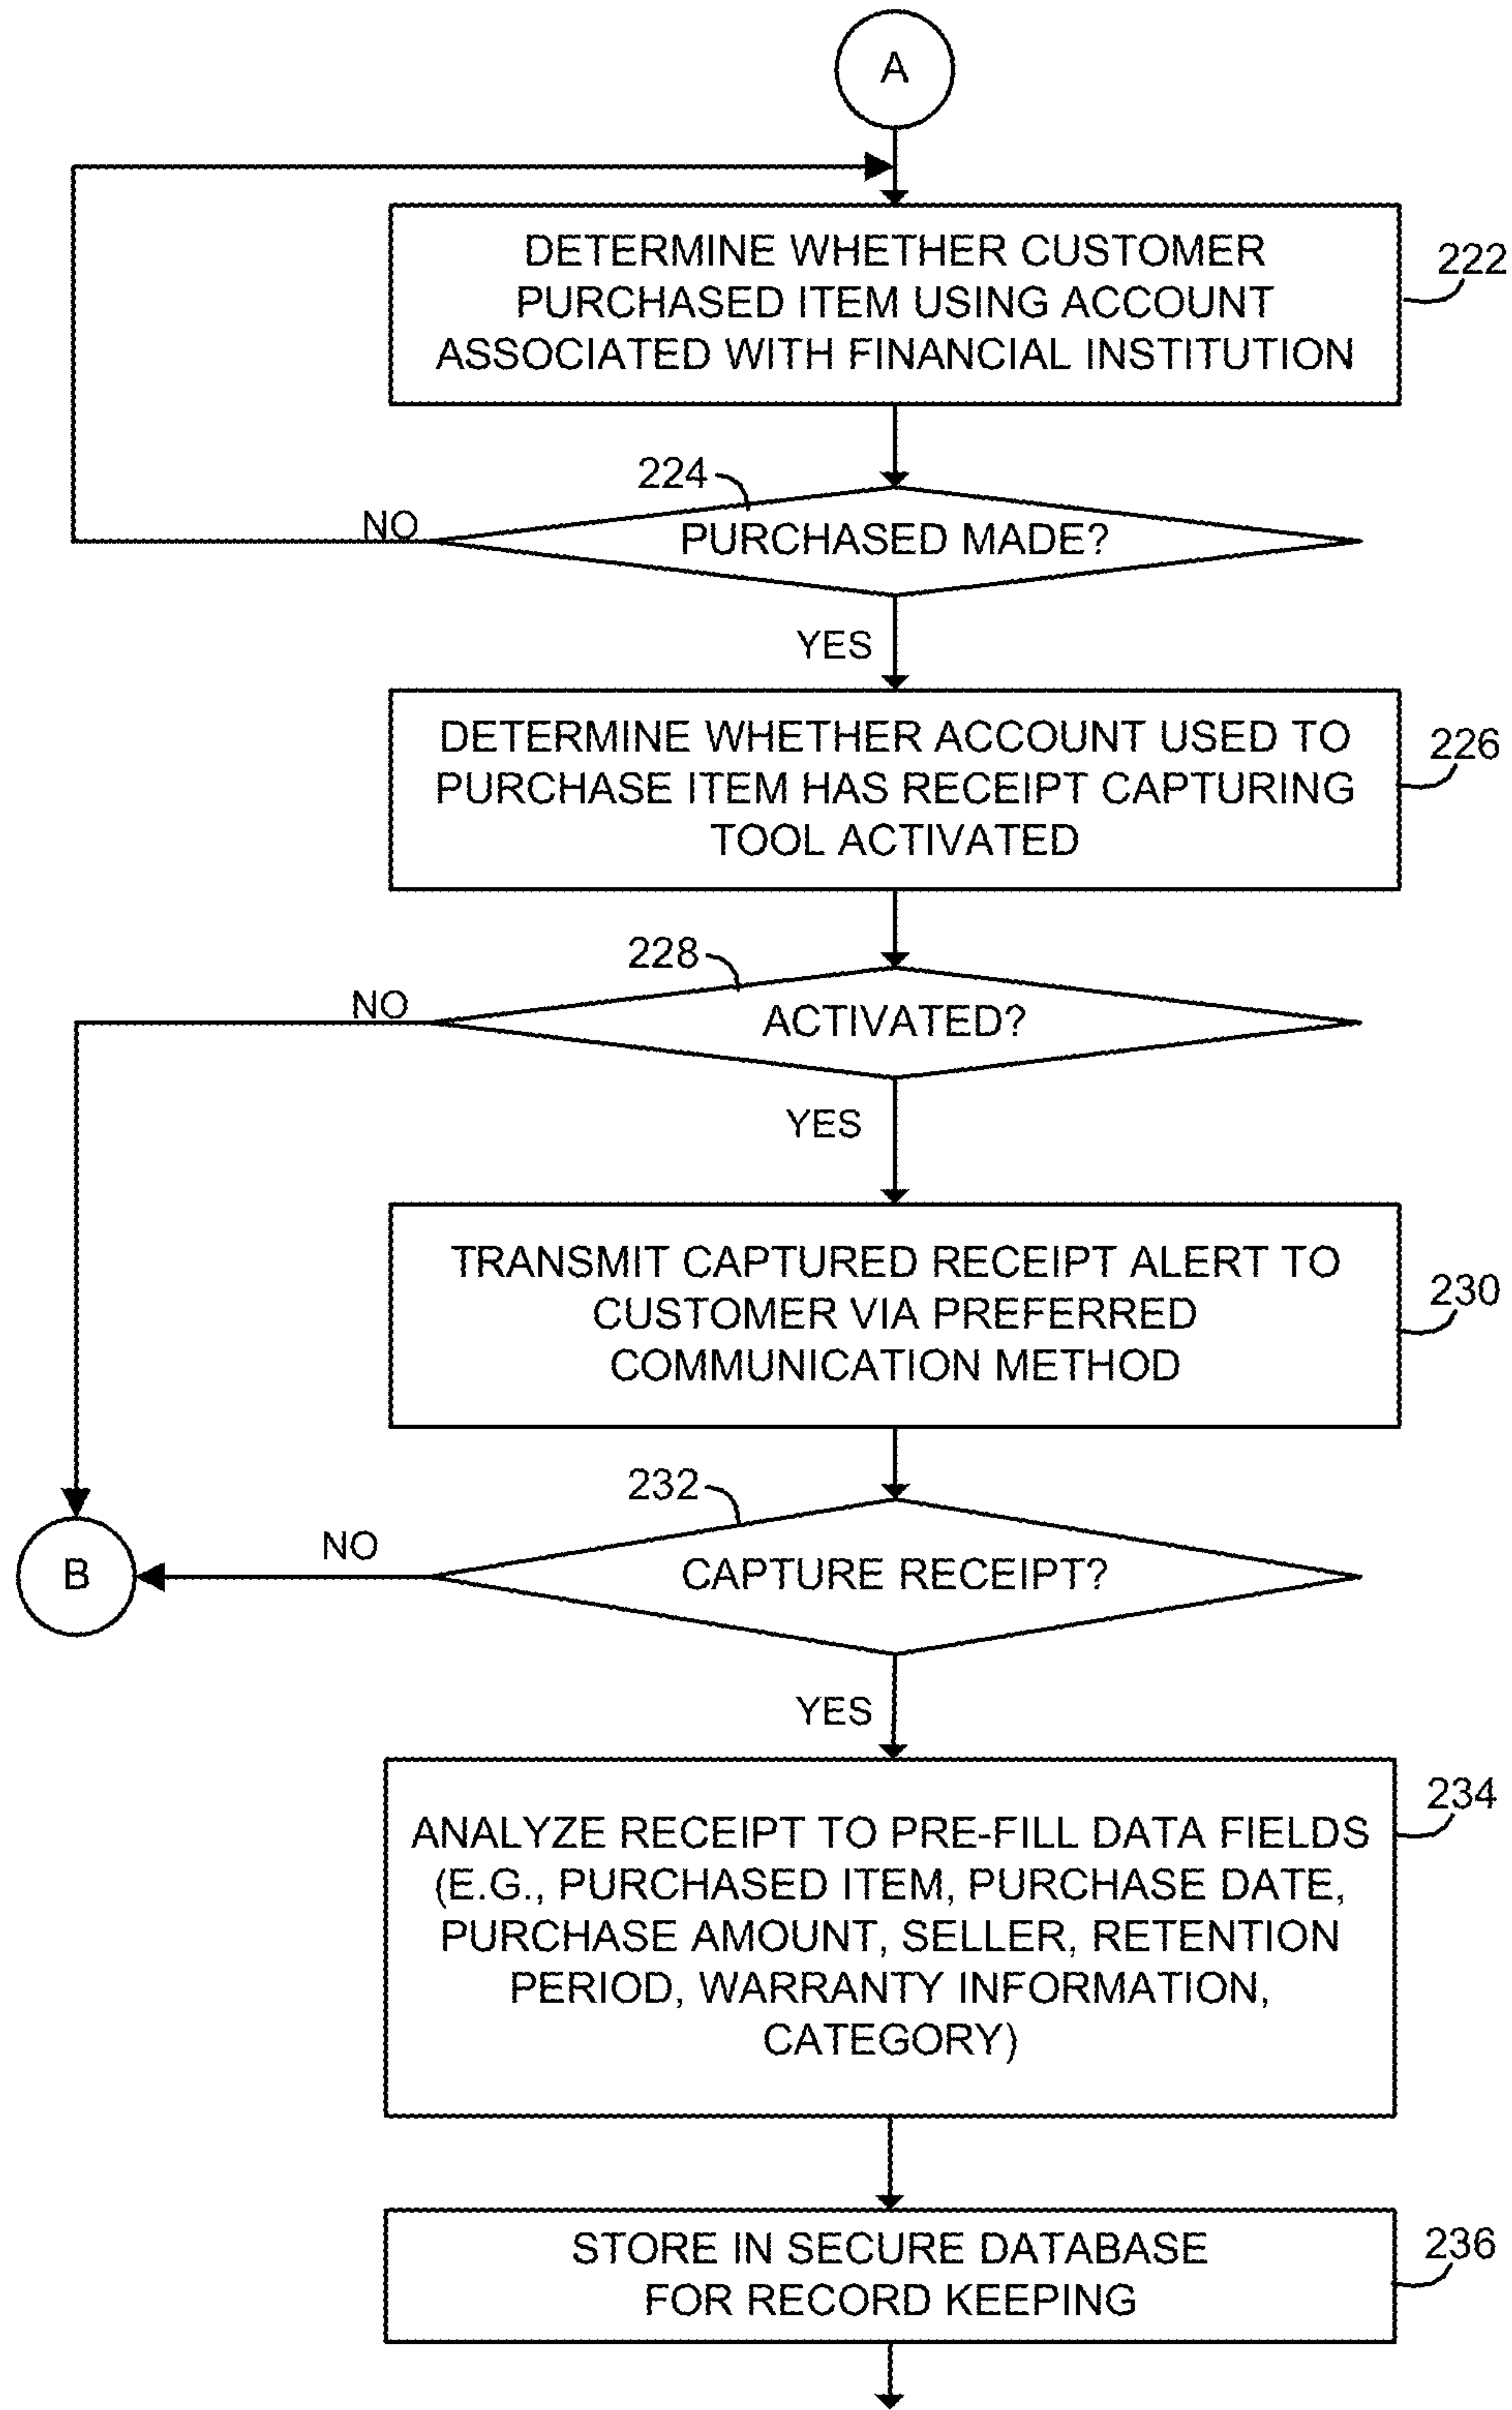 A
DETERMINE WHETHER CUSTOMER
PURCHASED ITEM USING ACCOUNT
ASSOCIATED WITH FINANCIAL INSTITUTION
222
224
NO
PURCHASED MADE?
YES
DETERMINE WHETHER ACCOUNT USED TO
PURCHASE ITEM HAS RECEIPT CAPTURING
TOOL ACTIVATED
226
228
NO
ACTIVATED?
YES
TRANSMIT CAPTURED RECEIPT ALERT TO
CUSTOMER VIA PREFERRED
COMMUNICATION METHOD
230
232
B
NO
CAPTURE RECEIPT?
YES
ANALYZE RECEIPT TO PRE-FILL DATA FIELDS
(E.G., PURCHASED ITEM, PURCHASE DATE,
PURCHASE AMOUNT, SELLER, RETENTION
PERIOD, WARRANTY INFORMATION,
CATEGORY)
234
STORE IN SECURE DATABASE
FOR RECORD KEEPING
236